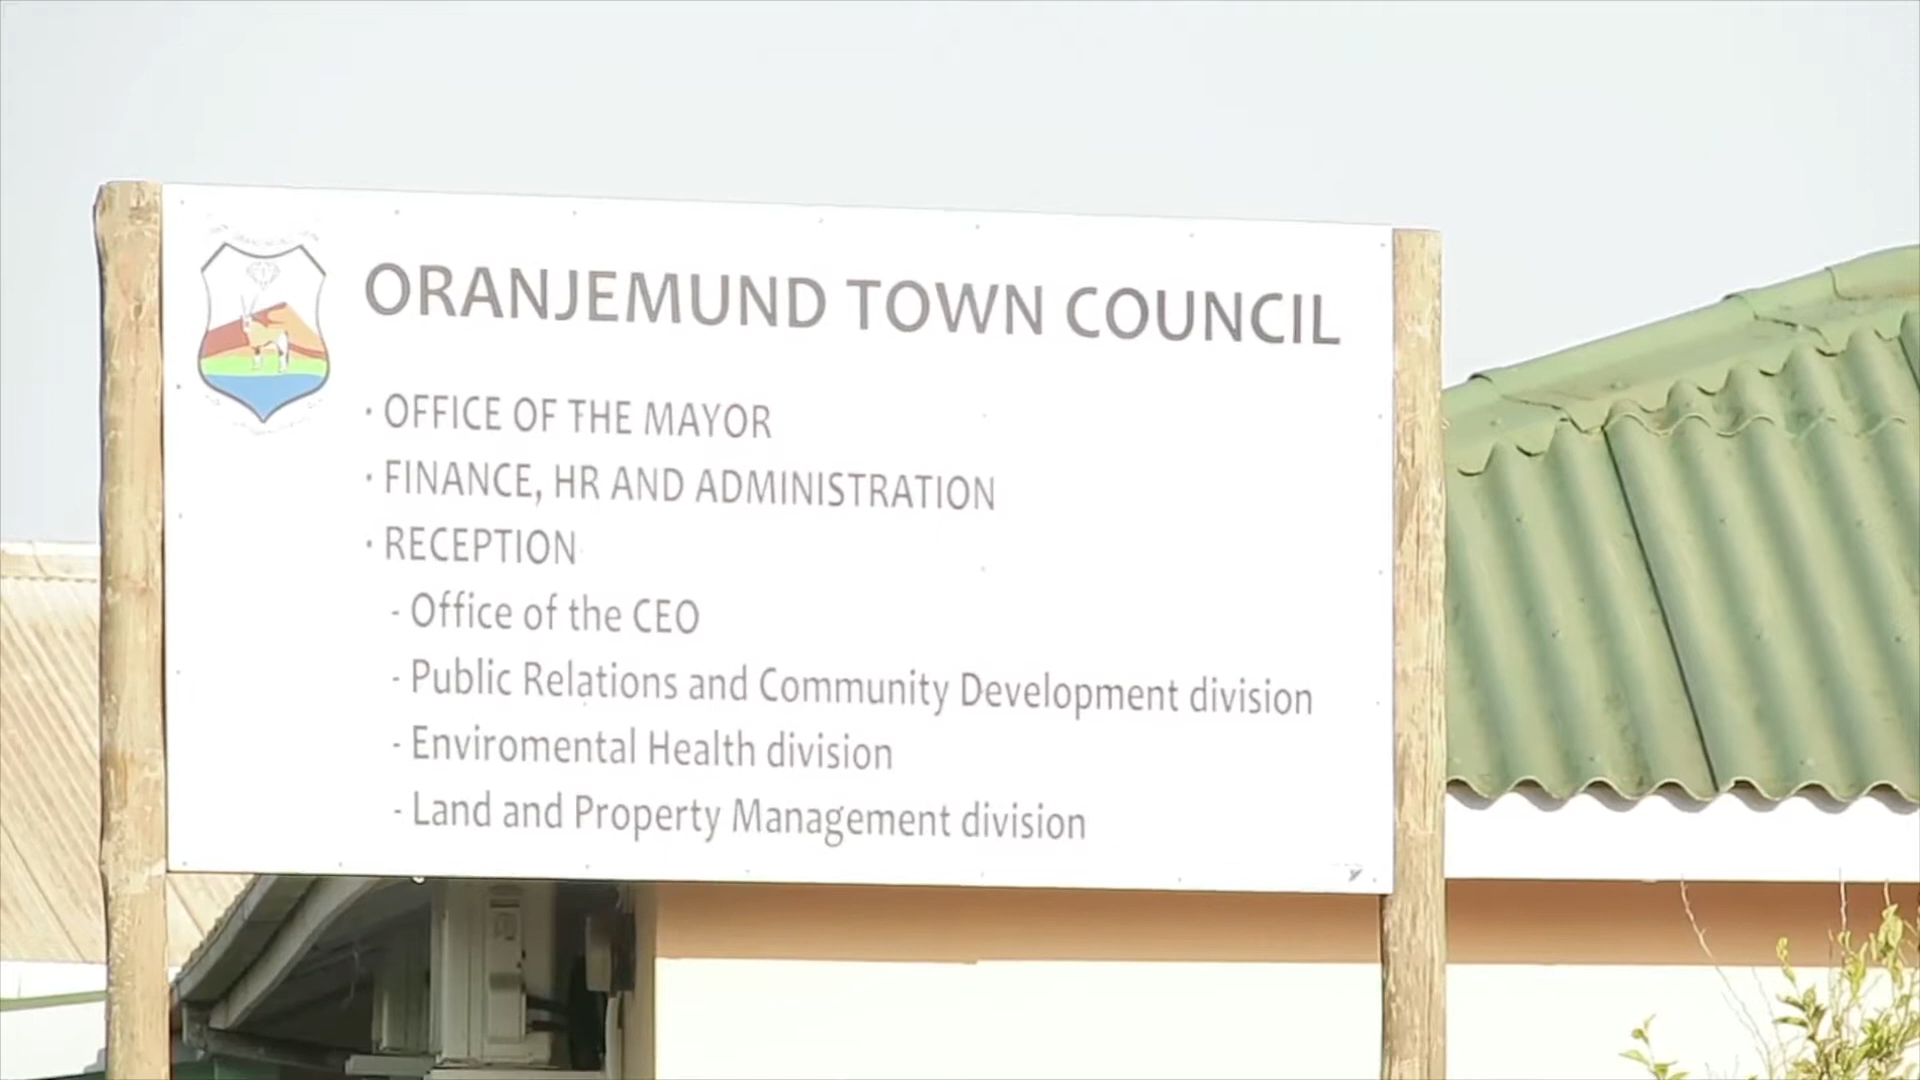 ORANJEMUND TOWN COUNCIL
· OFFICE OF THE MAYOR
· FINANCE, HR AND ADMINISTRATION
· RECEPTION
- Office of the CEO
- Public Relations and Community Development division
- Enviromental Health division
- Land and Property Management division